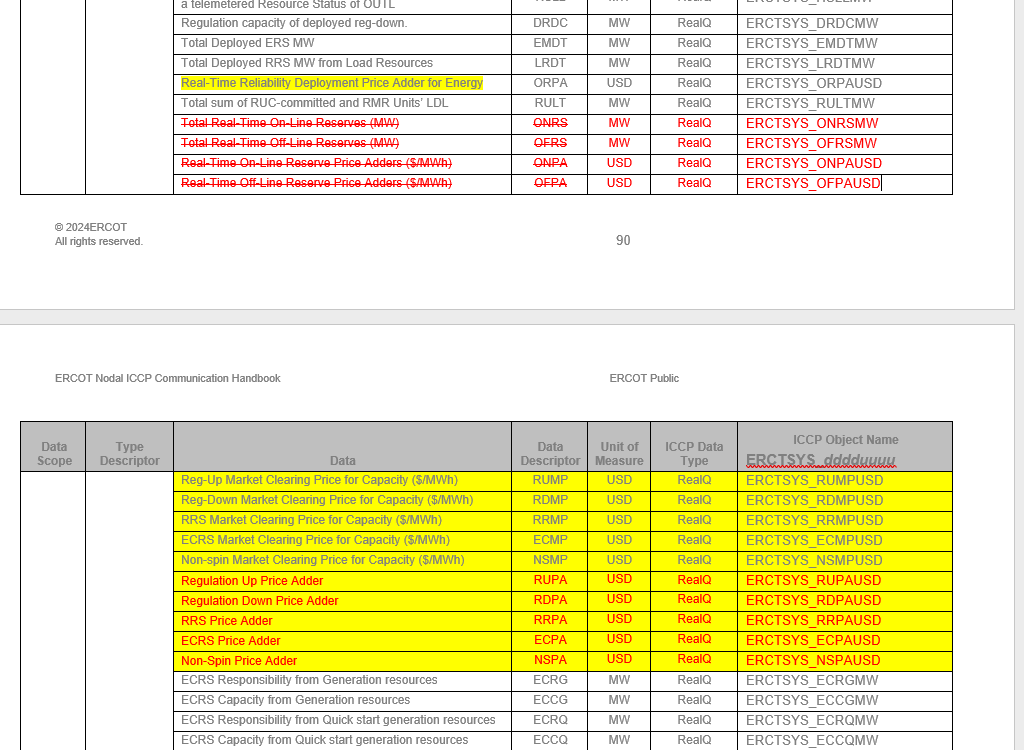 a telemetered Resource Status of OUTL
Regulation capacity of deployed reg-down. DRDC MW RealQ ERCTSYS_DRDCMW
Total Deployed ERS MW EMDT MW RealQ ERCTSYS_EMDTMW
Total Deployed RRS MW from Load Resources LRDT MW RealQ ERCTSYS_LRDTMW
Real-Time Reliability Deployment Price Adder for Energy ORPA USD RealQ ERCTSYS_ORPAUSD
Total sum of RUC-committed and RMR Units' LDL RULT MW RealQ ERCTSYS_RULTMW
Total Real-Time On-Line Reserves (MW) ONRS MW RealQ ERCTSYS_ONRSMW
Total Real-Time Off-Line Reserves (MW) OFRS MW RealQ ERCTSYS_OFRSMW
Real-Time On-Line Reserve Price Adders ($/MWh) ONPA USD RealQ ERCTSYS_ONPAUSD
Real-Time Off-Line Reserve Price Adders ($/MWh) OFPA USD RealQ ERCTSYS_OFPAUSD
© 2024ERCOT
All rights reserved. 90
ERCOT Nodal ICCP Communication Handbook ERCOT Public
Data Scope Type Descriptor Data Data Descriptor Unit of Measure ICCP Data Type ICCP Object Name
ERCTSYS_dddduuuu
Reg-Up Market Clearing Price for Capacity ($/MWh) RUMP USD RealQ ERCTSYS_RUMPUSD
Reg-Down Market Clearing Price for Capacity ($/MWh) RDMP USD RealQ ERCTSYS_RDMPUSD
RRS Market Clearing Price for Capacity ($/MWh) RRMP USD RealQ ERCTSYS_RRMPUSD
ECRS Market Clearing Price for Capacity ($/MWh) ECMP USD RealQ ERCTSYS_ECMPUSD
Non-spin Market Clearing Price for Capacity ($/MWh) NSMP USD RealQ ERCTSYS_NSMPUSD
Regulation Up Price Adder RUPA USD RealQ ERCTSYS_RUPAUSD
Regulation Down Price Adder RDPA USD RealQ ERCTSYS_RDPAUSD
RRS Price Adder RRPA USD RealQ ERCTSYS_RRPAUSD
ECRS Price Adder ECPA USD RealQ ERCTSYS_ECPAUSD
Non-Spin Price Adder NSPA USD RealQ ERCTSYS_NSPAUSD
ECRS Responsibility from Generation resources ECRG MW RealQ ERCTSYS_ECRGMW
ECRS Capacity from Generation resources ECCG MW RealQ ERCTSYS_ECCGMW
ECRS Responsibility from Quick start generation resources ECRQ MW RealQ ERCTSYS_ECRQMW
ECRS Capacity from Quick start generation resources ECCQ MW RealQ ERCTSYS_ECCQMW